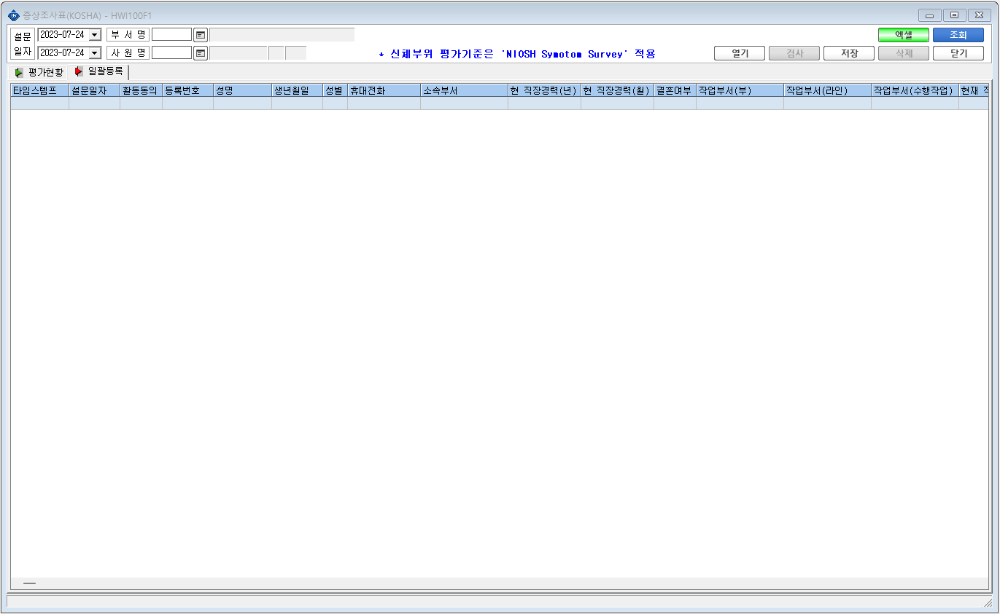 증상조사표(KOSHA) - HWI100F1
설문 2023-07-24 부 서 명 엑셀 조회
일자 2023-07-24 사 원 명 * 신체부위 평가기준은 'NIOSH Symotom Survey' 적용 열기 검사 저장 삭제 닫기
평가현황 일괄등록
타임스템프 설문일자 활동동의 등록번호 성명 생년월일 성별 휴대전화 소속부서 현 직장경력(년) 현 직장경력(월) 결혼여부 작업부서(부) 작업부서(라인) 작업부서(수행작업) 현재